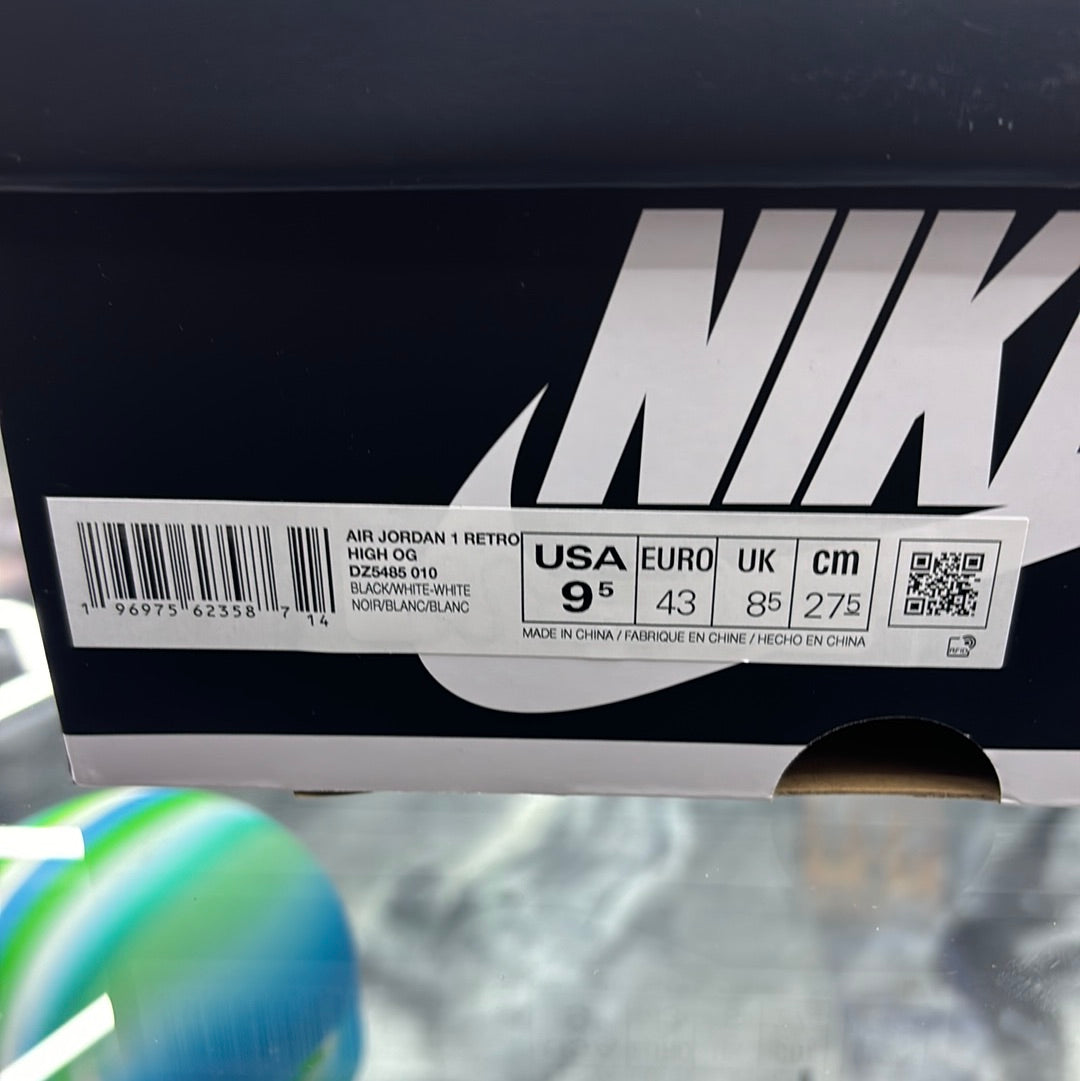 NIK
AIR JORDAN 1 RETRO
HIGH OG
DZ5485 010
BLACK/WHITE-WHITE
NOIR/BLANC/BLANC
1 96975 62358 7 14
USA EURO UK cm
9⁵ 43 8⁵ 27⁵
MADE IN CHINA / FABRIQUE EN CHINE / HECHO EN CHINA
RFID